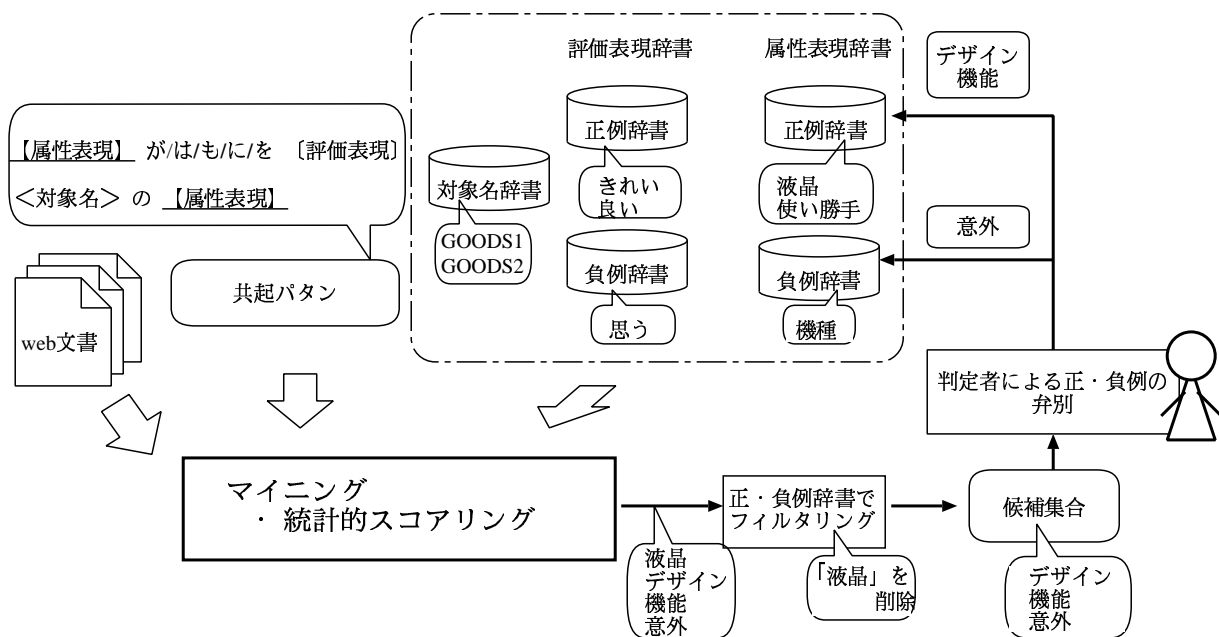 評価表現辞書
属性表現辞書
デザイン
機能
正例辞書
正例辞書
【属性表現】 が/は/も/に/を 〔評価表現〕
<対象名> の 【属性表現】
対象名辞書
きれい
良い
液晶
使い勝手
意外
GOODS1
GOODS2
負例辞書
負例辞書
共起パタン
web文書
思う
機種
判定者による正・負例の
弁別
マイニング
・統計的スコアリング
正・負例辞書で
フィルタリング
候補集合
液晶
デザイン
機能
意外
「液晶」を
削除
デザイン
機能
意外